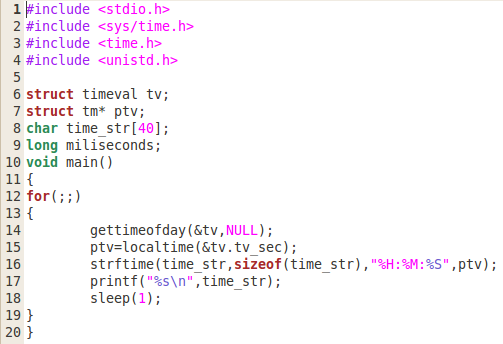 1 #include <stdio.h>
2 #include <sys/time.h>
3 #include <time.h>
4 #include <unistd.h>
5
6 struct timeval tv;
7 struct tm* ptv;
8 char time_str[40];
9 long miliseconds;
10 void main()
11 {
12 for(;;)
13 {
14         gettimeofday(&tv,NULL);
15         ptv=localtime(&tv.tv_sec);
16         strftime(time_str,sizeof(time_str),"%H:%M:%S",ptv);
17         printf("%s\n",time_str);
18         sleep(1);
19 }
20 }